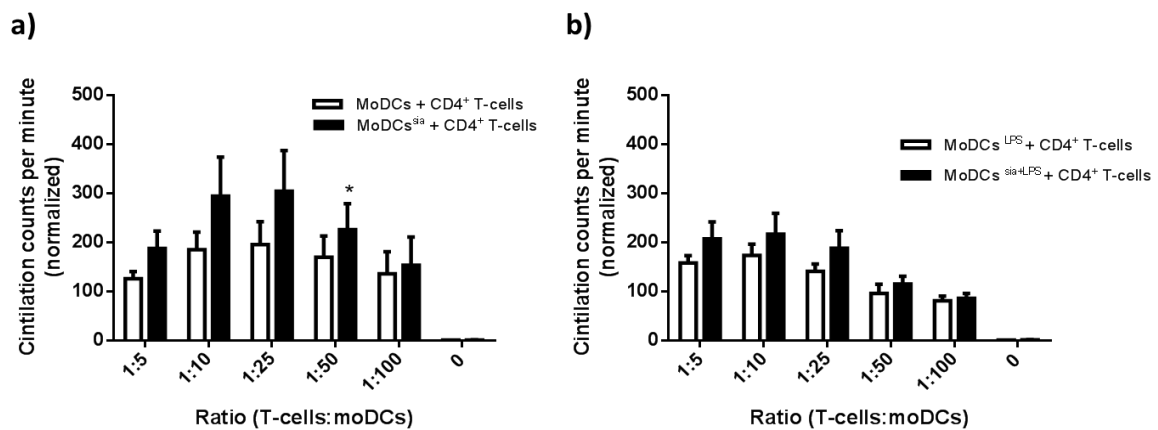 a)
Cintilation counts per minute
(normalized)
500
400
300
200
100
0
MoDCs + CD4⁺ T-cells
MoDCsˢⁱᵃ + CD4⁺ T-cells
*
1:5
1:10
1:25
1:50
1:100
0
Ratio (T-cells:moDCs)
b)
Cintilation counts per minute
(normalized)
500
400
300
200
100
0
MoDCs ᴸᴾˢ + CD4⁺ T-cells
MoDCs ˢⁱᵃ⁺ᴸᴾˢ + CD4⁺ T-cells
1:5
1:10
1:25
1:50
1:100
0
Ratio (T-cells:moDCs)